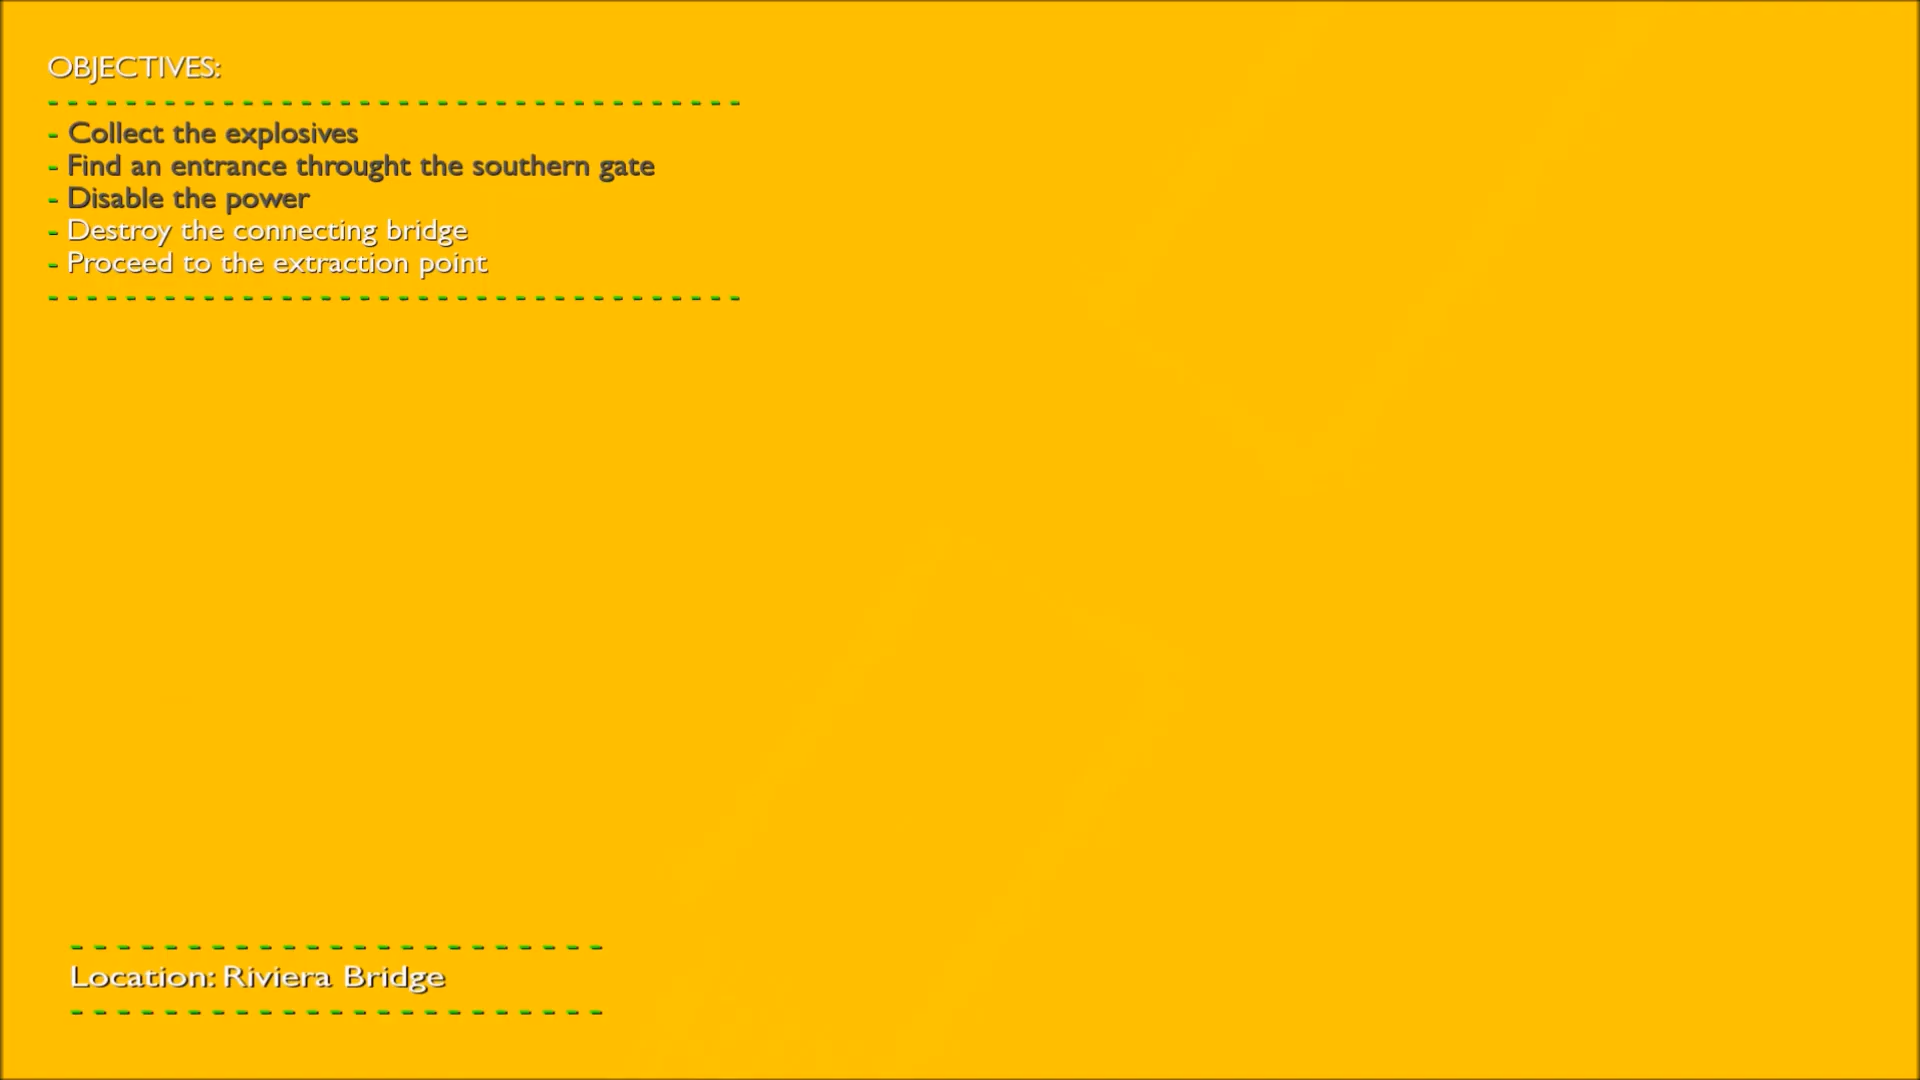 OBJECTIVES:
- - - - - - - - - - - - - - - - - - - - - - - - - - - - - - - - - - - -
- Collect the explosives
- Find an entrance throught the southern gate
- Disable the power
- Destroy the connecting bridge
- Proceed to the extraction point
- - - - - - - - - - - - - - - - - - - - - - - - - - - - - - - - - - - -
- - - - - - - - - - - - - - - - - - - - - - -
Location: Riviera Bridge
- - - - - - - - - - - - - - - - - - - - - - -